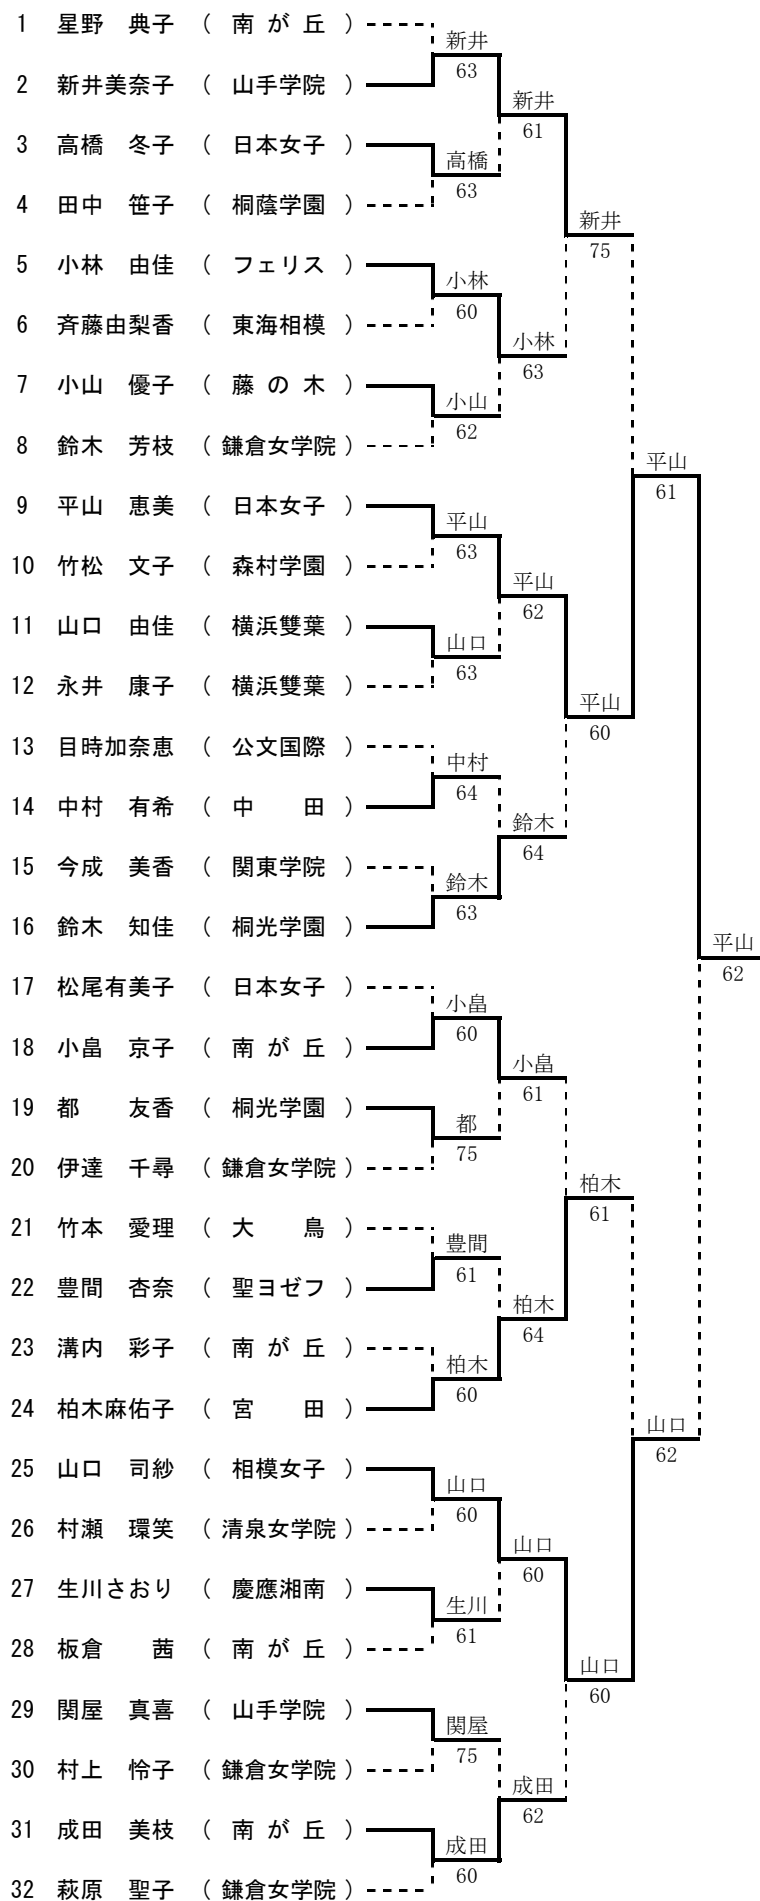 1 星野　典子 （ 南 が 丘 ）
新井
63
2 新井美奈子 （ 山手学院 ）
新井
61
3 高橋　冬子 （ 日本女子 ）
高橋
63
4 田中　笹子 （ 桐蔭学園 ）
新井
75
5 小林　由佳 （ フェリス ）
小林
60
6 斉藤由梨香 （ 東海相模 ）
小林
63
7 小山　優子 （ 藤 の 木 ）
小山
62
8 鈴木　芳枝 （ 鎌倉女学院 ）
平山
61
9 平山　恵美 （ 日本女子 ）
平山
63
10 竹松　文子 （ 森村学園 ）
平山
62
11 山口　由佳 （ 横浜雙葉 ）
山口
63
12 永井　康子 （ 横浜雙葉 ）
平山
60
13 目時加奈恵 （ 公文国際 ）
中村
64
14 中村　有希 （ 中　　田 ）
鈴木
64
15 今成　美香 （ 関東学院 ）
鈴木
63
16 鈴木　知佳 （ 桐光学園 ）
平山
62
17 松尾有美子 （ 日本女子 ）
小畠
60
18 小畠　京子 （ 南 が 丘 ）
小畠
61
19 都　　友香 （ 桐光学園 ）
都
75
20 伊達　千尋 （ 鎌倉女学院 ）
柏木
61
21 竹本　愛理 （ 大　　鳥 ）
豊間
61
22 豊間　杏奈 （ 聖ヨゼフ ）
柏木
64
23 溝内　彩子 （ 南 が 丘 ）
柏木
60
24 柏木麻佑子 （ 宮　　田 ）
山口
62
25 山口　司紗 （ 相模女子 ）
山口
60
26 村瀬　環笑 （ 清泉女学院 ）
山口
60
27 生川さおり （ 慶應湘南 ）
生川
61
28 板倉　　茜 （ 南 が 丘 ）
山口
60
29 関屋　真喜 （ 山手学院 ）
関屋
75
30 村上　怜子 （ 鎌倉女学院 ）
成田
62
31 成田　美枝 （ 南 が 丘 ）
成田
60
32 萩原　聖子 （ 鎌倉女学院 ）